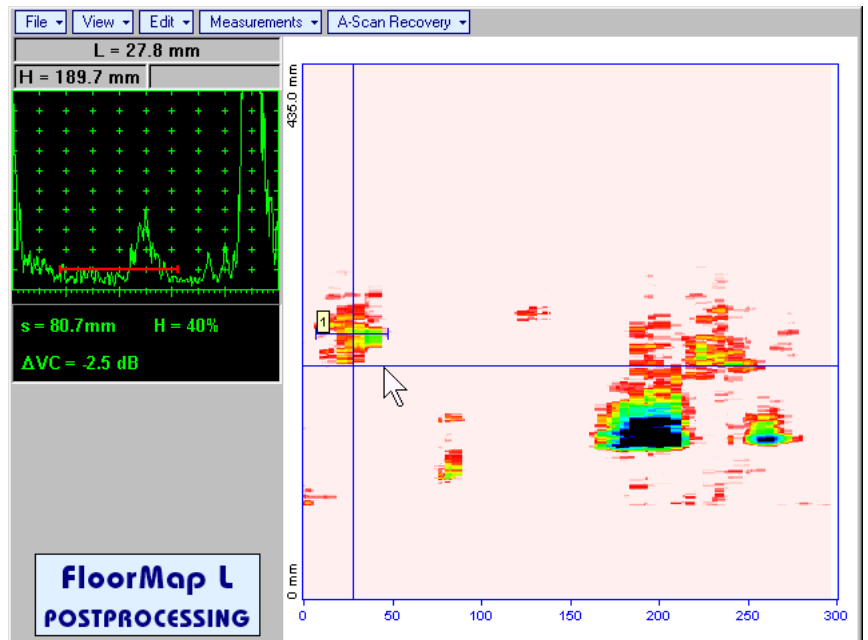 File View Edit Measurements A-Scan Recovery
L = 27.8 mm
H = 189.7 mm
s = 80.7mm H = 40%
ΔVC = -2.5 dB
FloorMap L
POSTPROCESSING
435.0 mm
1
0 mm
0 50 100 150 200 250 300